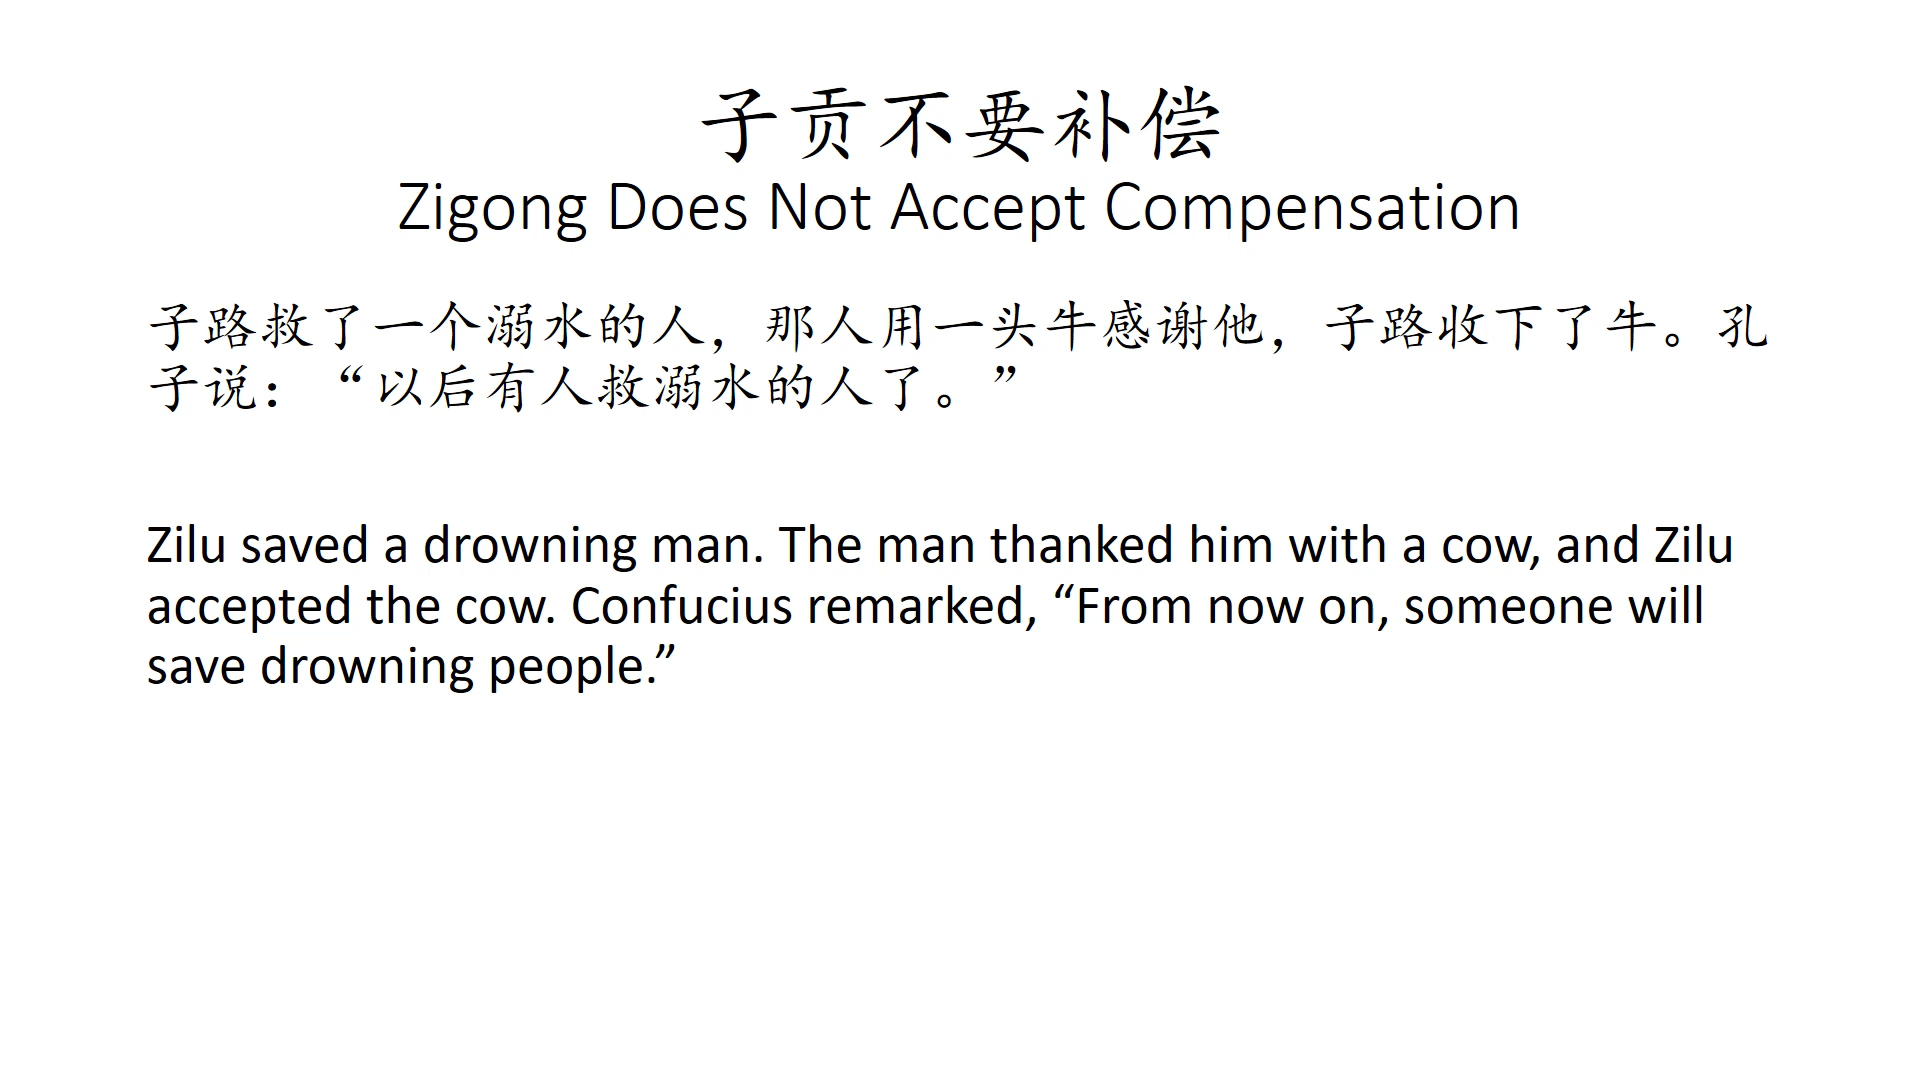 子贡不要补偿
Zigong Does Not Accept Compensation
子路救了一个溺水的人，那人用一头牛感谢他，子路收下了牛。孔
子说：“以后有人救溺水的人了。”
Zilu saved a drowning man. The man thanked him with a cow, and Zilu
accepted the cow. Confucius remarked, “From now on, someone will
save drowning people.”